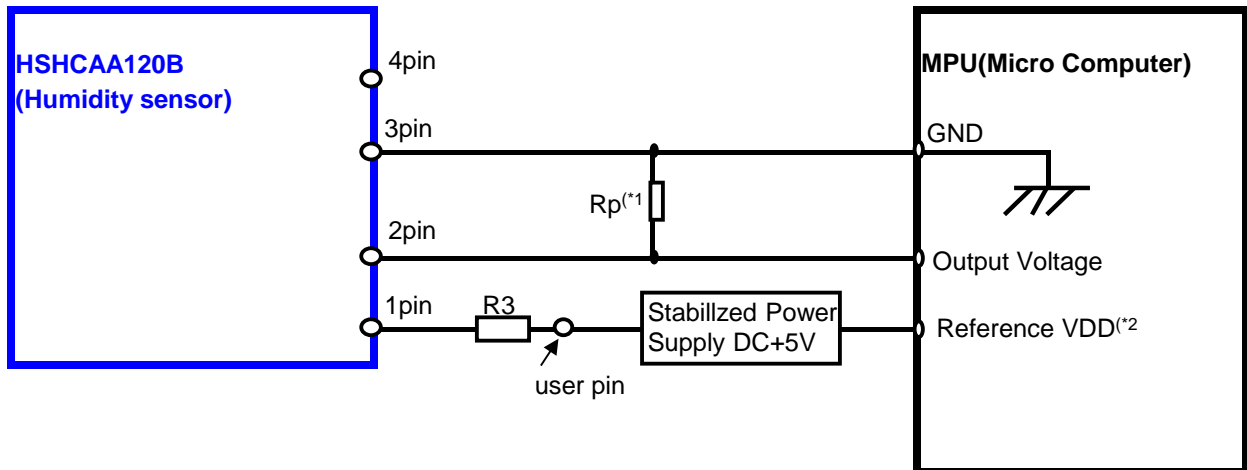 HSHCAA120B
(Humidity sensor)
4pin
3pin
2pin
1pin
Rp(*1
R3
user pin
Stabillzed Power
Supply DC+5V
MPU(Micro Computer)
GND
Output Voltage
Reference VDD(*2